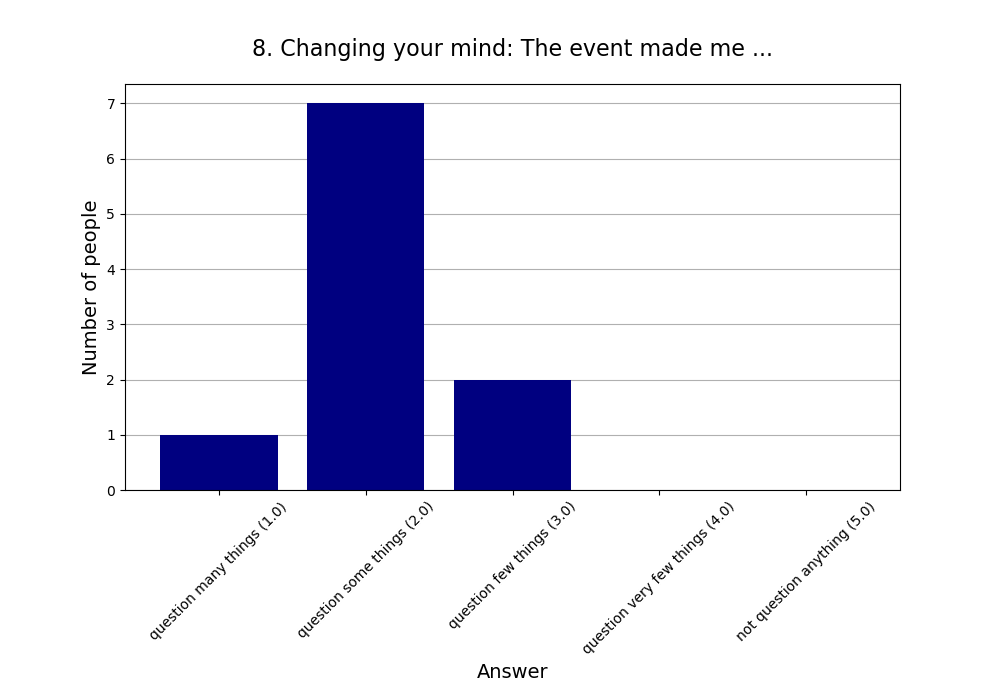 8. Changing your mind: The event made me ...
Number of people
7
6
5
4
3
2
1
0
question many things (1.0)
question some things (2.0)
question few things (3.0)
question very few things (4.0)
not question anything (5.0)
Answer